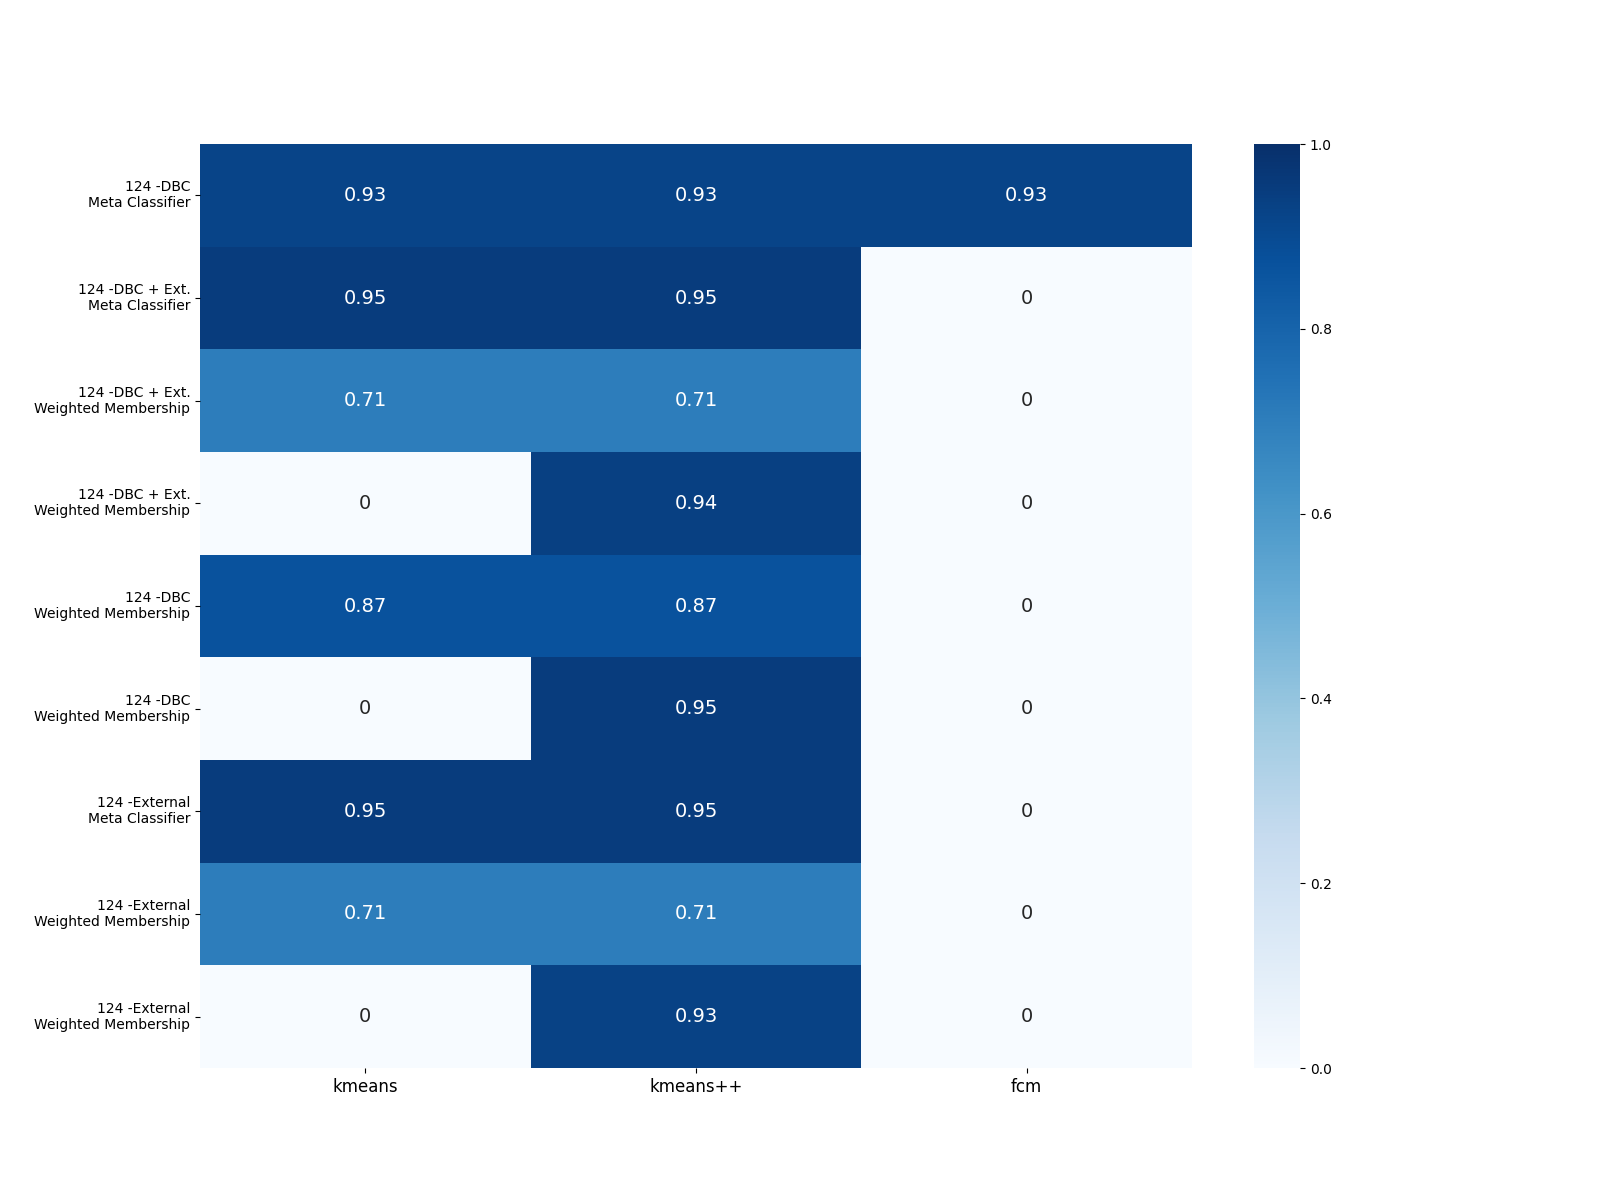 124 -DBC
Meta Classifier
0.93
0.93
0.93
124 -DBC + Ext.
Meta Classifier
0.95
0.95
0
124 -DBC + Ext.
Weighted Membership
0.71
0.71
0
124 -DBC + Ext.
Weighted Membership
0
0.94
0
124 -DBC
Weighted Membership
0.87
0.87
0
124 -DBC
Weighted Membership
0
0.95
0
124 -External
Meta Classifier
0.95
0.95
0
124 -External
Weighted Membership
0.71
0.71
0
124 -External
Weighted Membership
0
0.93
0
kmeans
kmeans++
fcm
1.0
0.8
0.6
0.4
0.2
0.0